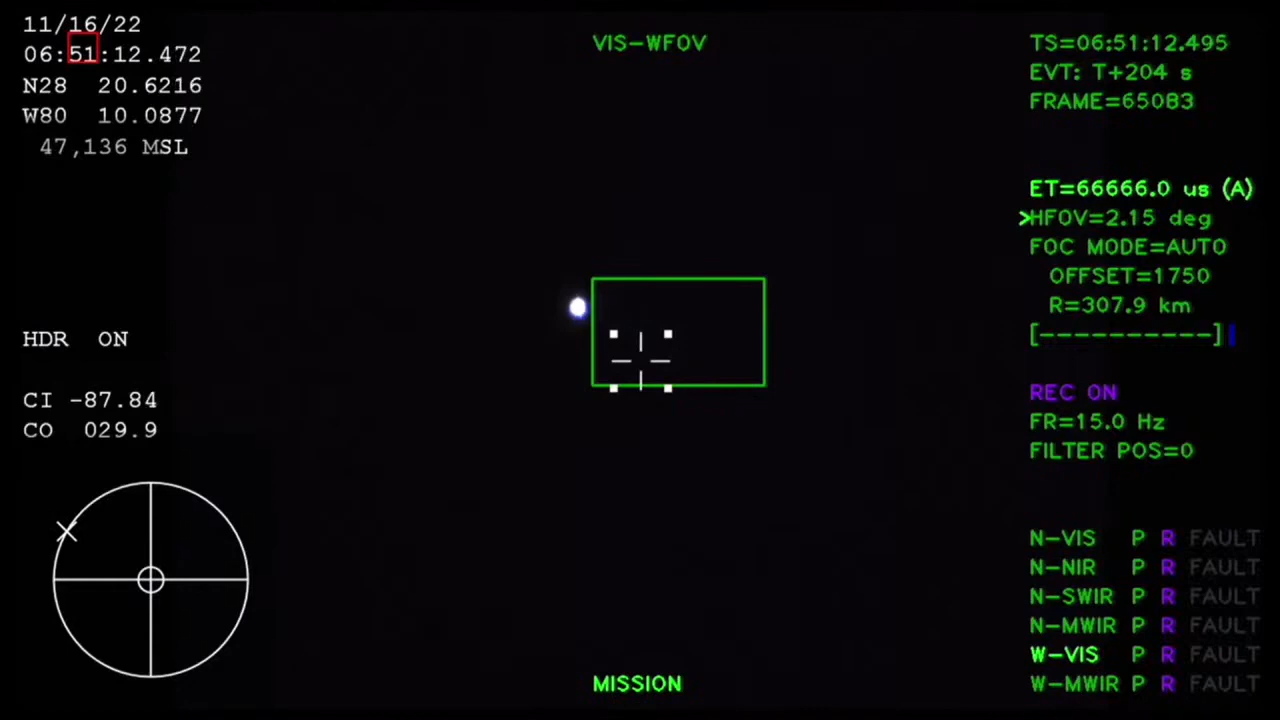 11/16/22
06:51:12.472
N28 20.6216
W80 10.0877
47,136 MSL
HDR ON
CI -87.84
CO 029.9
VIS-WFOV
MISSION
TS=06:51:12.495
EVT: T+204 s
FRAME=65083
ET=66666.0 us (A)
>HFOV=2.15 deg
FOC MODE=AUTO
OFFSET=1750
R=307.9 km
[----------]
REC ON
FR=15.0 Hz
FILTER POS=0
N-VIS P R FAULT
N-NIR P R FAULT
N-SWIR P R FAULT
N-MWIR P R FAULT
W-VIS P R FAULT
W-MWIR P R FAULT